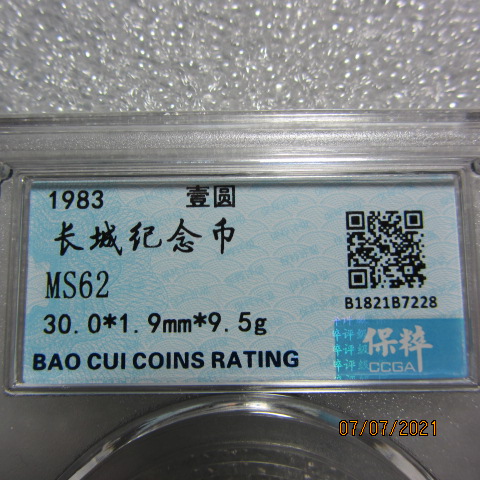 1983 壹圆
长城纪念币
MS62
30.0*1.9mm*9.5g
BAO CUI COINS RATING
B1821B7228
保粹
CCGA
07/07/2021